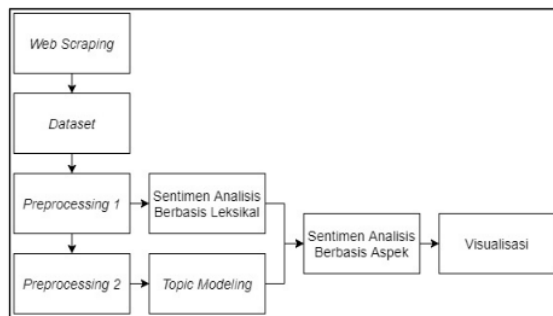 Web Scraping
Dataset
Preprocessing 1
Sentimen Analisis
Berbasis Leksikal
Preprocessing 2
Topic Modeling
Sentimen Analisis
Berbasis Aspek
Visualisasi